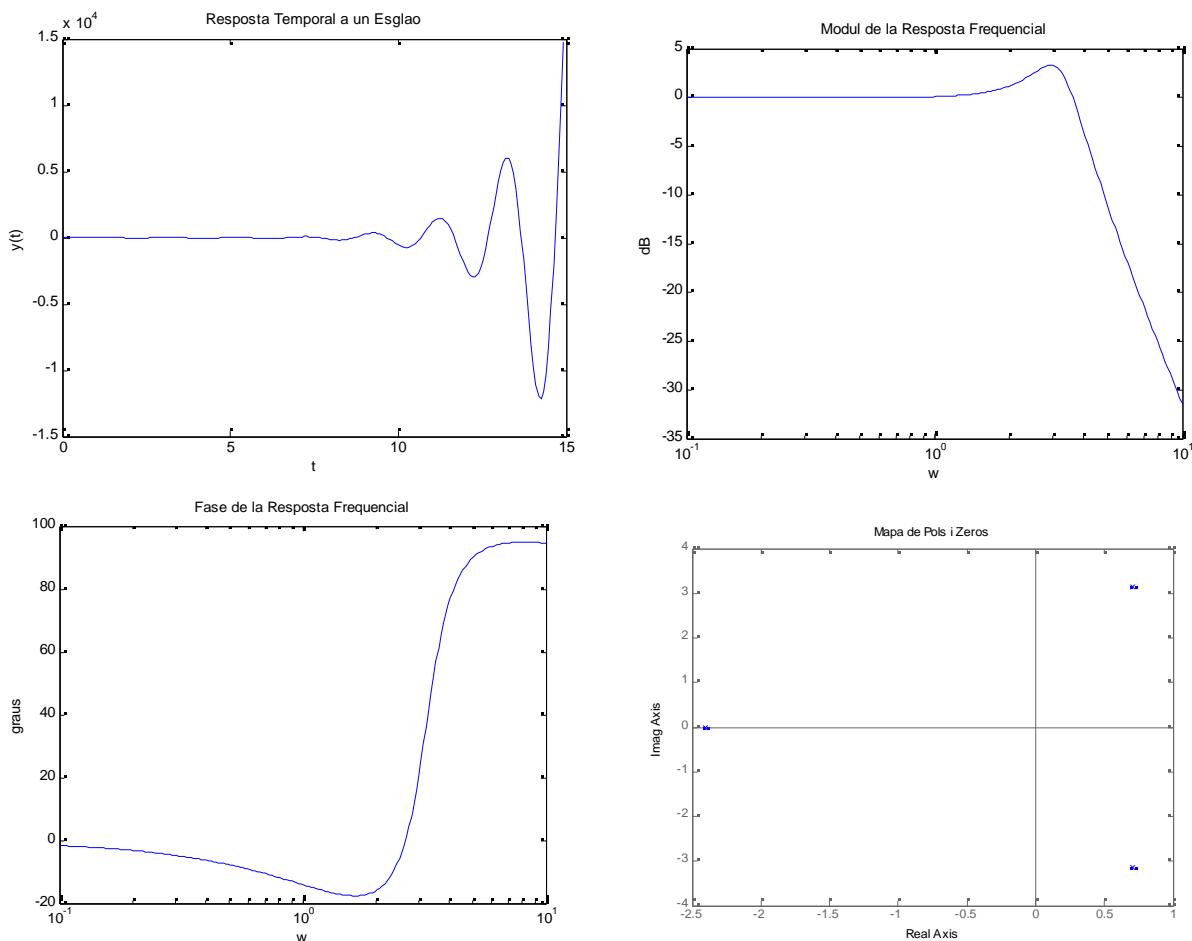 Resposta Temporal a un Esglao
x 10^4
1.5
1
0.5
0
-0.5
-1
-1.5
y(t)
0 5 10 15
t
Modul de la Resposta Frequencial
5
0
-5
-10
-15
-20
-25
-30
-35
dB
10^-1 10^0 10^1
w
Fase de la Resposta Frequencial
100
80
60
40
20
0
-20
graus
10^-1 10^0 10^1
w
Mapa de Pols i Zeros
4
3
2
1
0
-1
-2
-3
-4
Imag Axis
-2.5 -2 -1.5 -1 -0.5 0 0.5 1
Real Axis